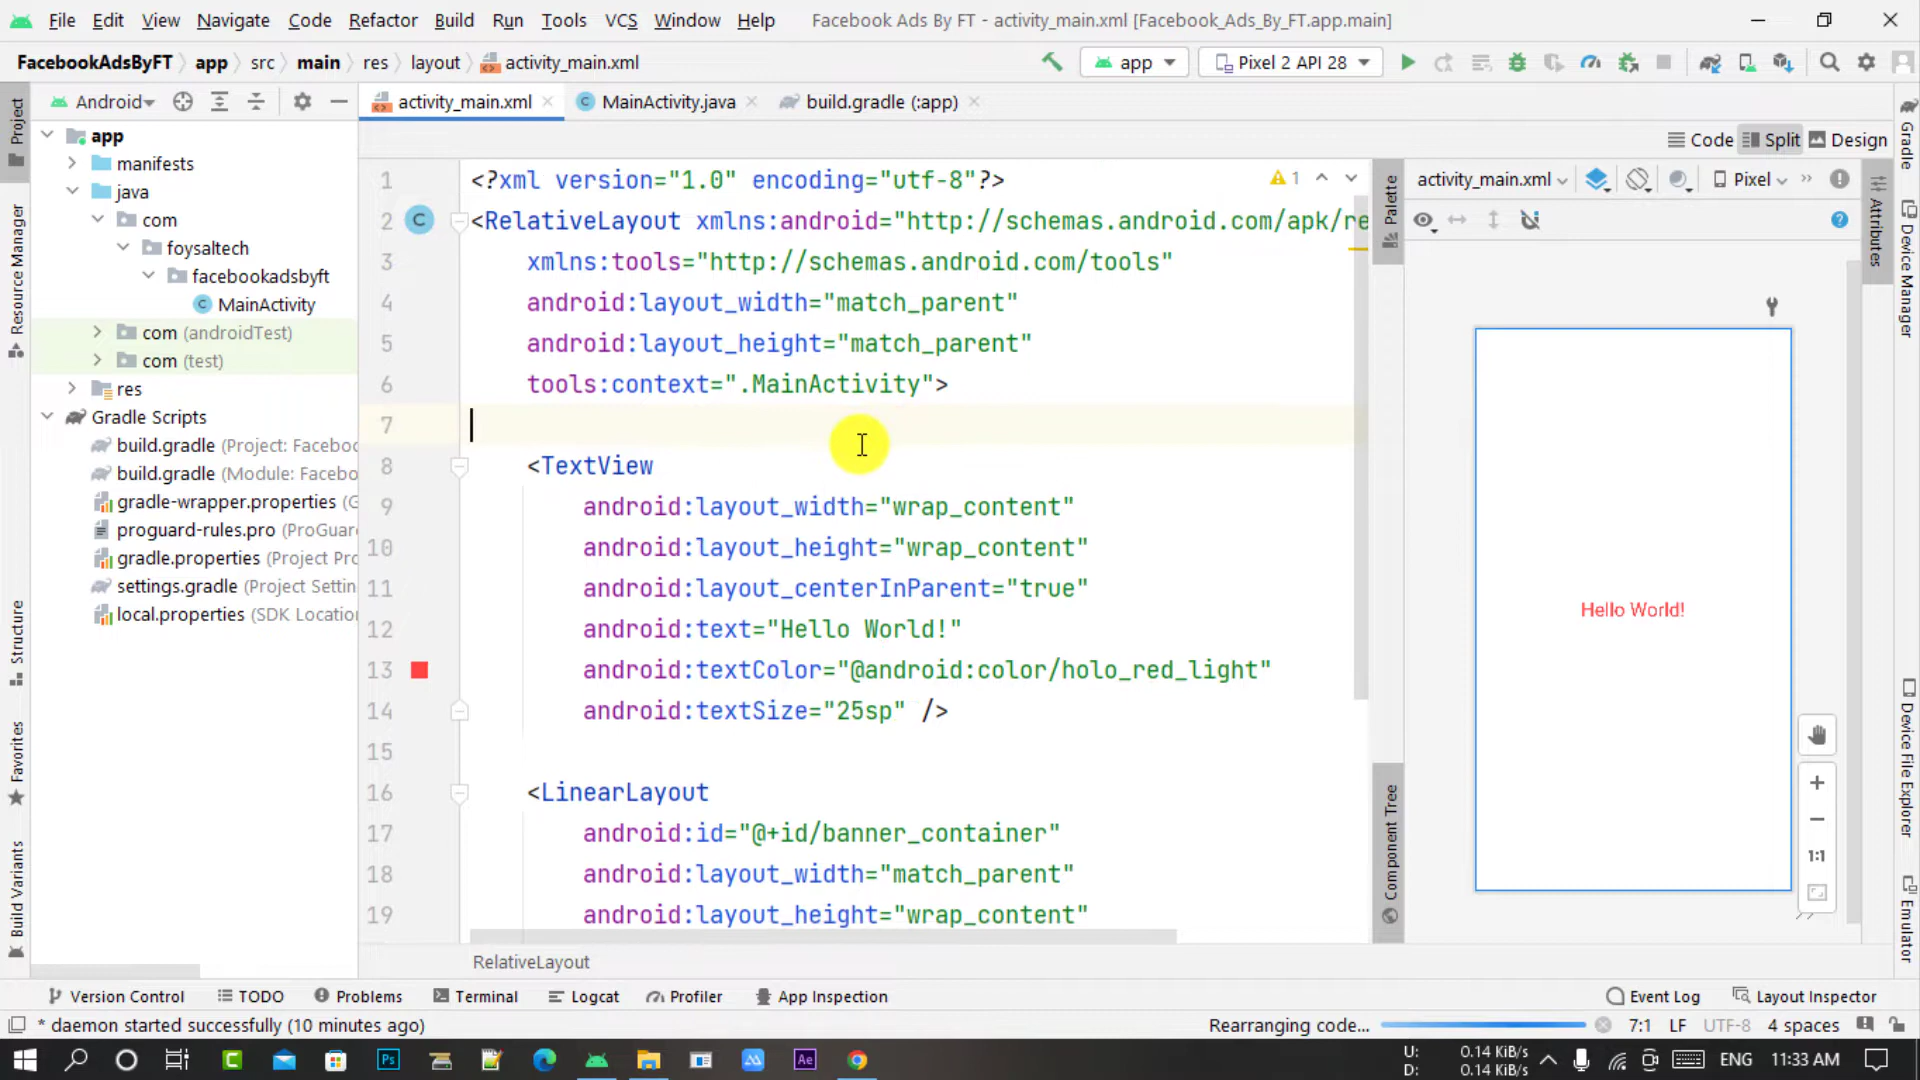 File Edit View Navigate Code Refactor Build Run Tools VCS Window Help Facebook Ads By FT - activity_main.xml [Facebook_Ads_By_FT.app.main]
FacebookAdsByFT app src main res layout activity_main.xml app Pixel 2 API 28
Android activity_main.xml MainActivity.java build.gradle (:app)
Code Split Design
Project
Resource Manager
Structure
Favorites
Build Variants
app
manifests
java
com
foysaltech
facebookadsbyft
MainActivity
com (androidTest)
com (test)
res
Gradle Scripts
build.gradle (Project: Facebo
build.gradle (Module: Facebo
gradle-wrapper.properties (G
proguard-rules.pro (ProGuar
gradle.properties (Project Pro
settings.gradle (Project Settin
local.properties (SDK Locatio
1 <?xml version="1.0" encoding="utf-8"?>
2 C <RelativeLayout xmlns:android="http://schemas.android.com/apk/re
3 xmlns:tools="http://schemas.android.com/tools"
4 android:layout_width="match_parent"
5 android:layout_height="match_parent"
6 tools:context=".MainActivity">
7
8 <TextView
9 android:layout_width="wrap_content"
10 android:layout_height="wrap_content"
11 android:layout_centerInParent="true"
12 android:text="Hello World!"
13 android:textColor="@android:color/holo_red_light"
14 android:textSize="25sp" />
15
16 <LinearLayout
17 android:id="@+id/banner_container"
18 android:layout_width="match_parent"
19 android:layout_height="wrap_content"
1
RelativeLayout
Palette
Component Tree
activity_main.xml Pixel
Hello World!
1:1
Attributes
Gradle
Device Manager
Device File Explorer
Emulator
Version Control TODO Problems Terminal Logcat Profiler App Inspection Event Log Layout Inspector
* daemon started successfully (10 minutes ago) Rearranging code... 7:1 LF UTF-8 4 spaces
C Ps Ae U: 0.14 KiB/s ENG 11:33 AM
D: 0.14 KiB/s